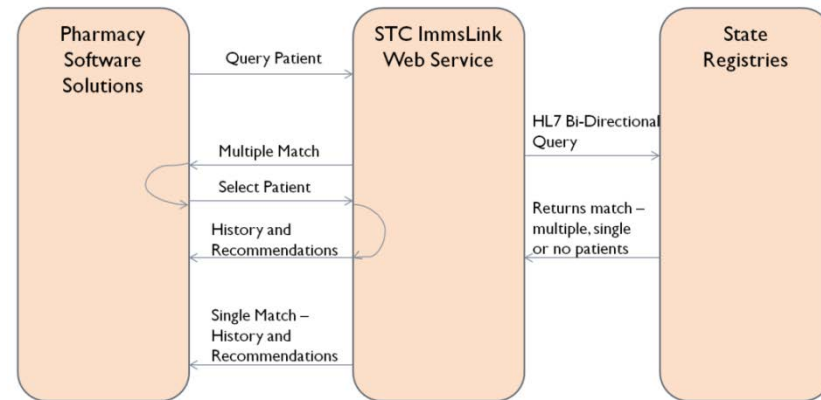 Pharmacy
Software
Solutions
STC ImmsLink
Web Service
State
Registries
Query Patient
HL7 Bi-Directional
Query
Multiple Match
Select Patient
Returns match –
multiple, single
or no patients
History and
Recommendations
Single Match –
History and
Recommendations